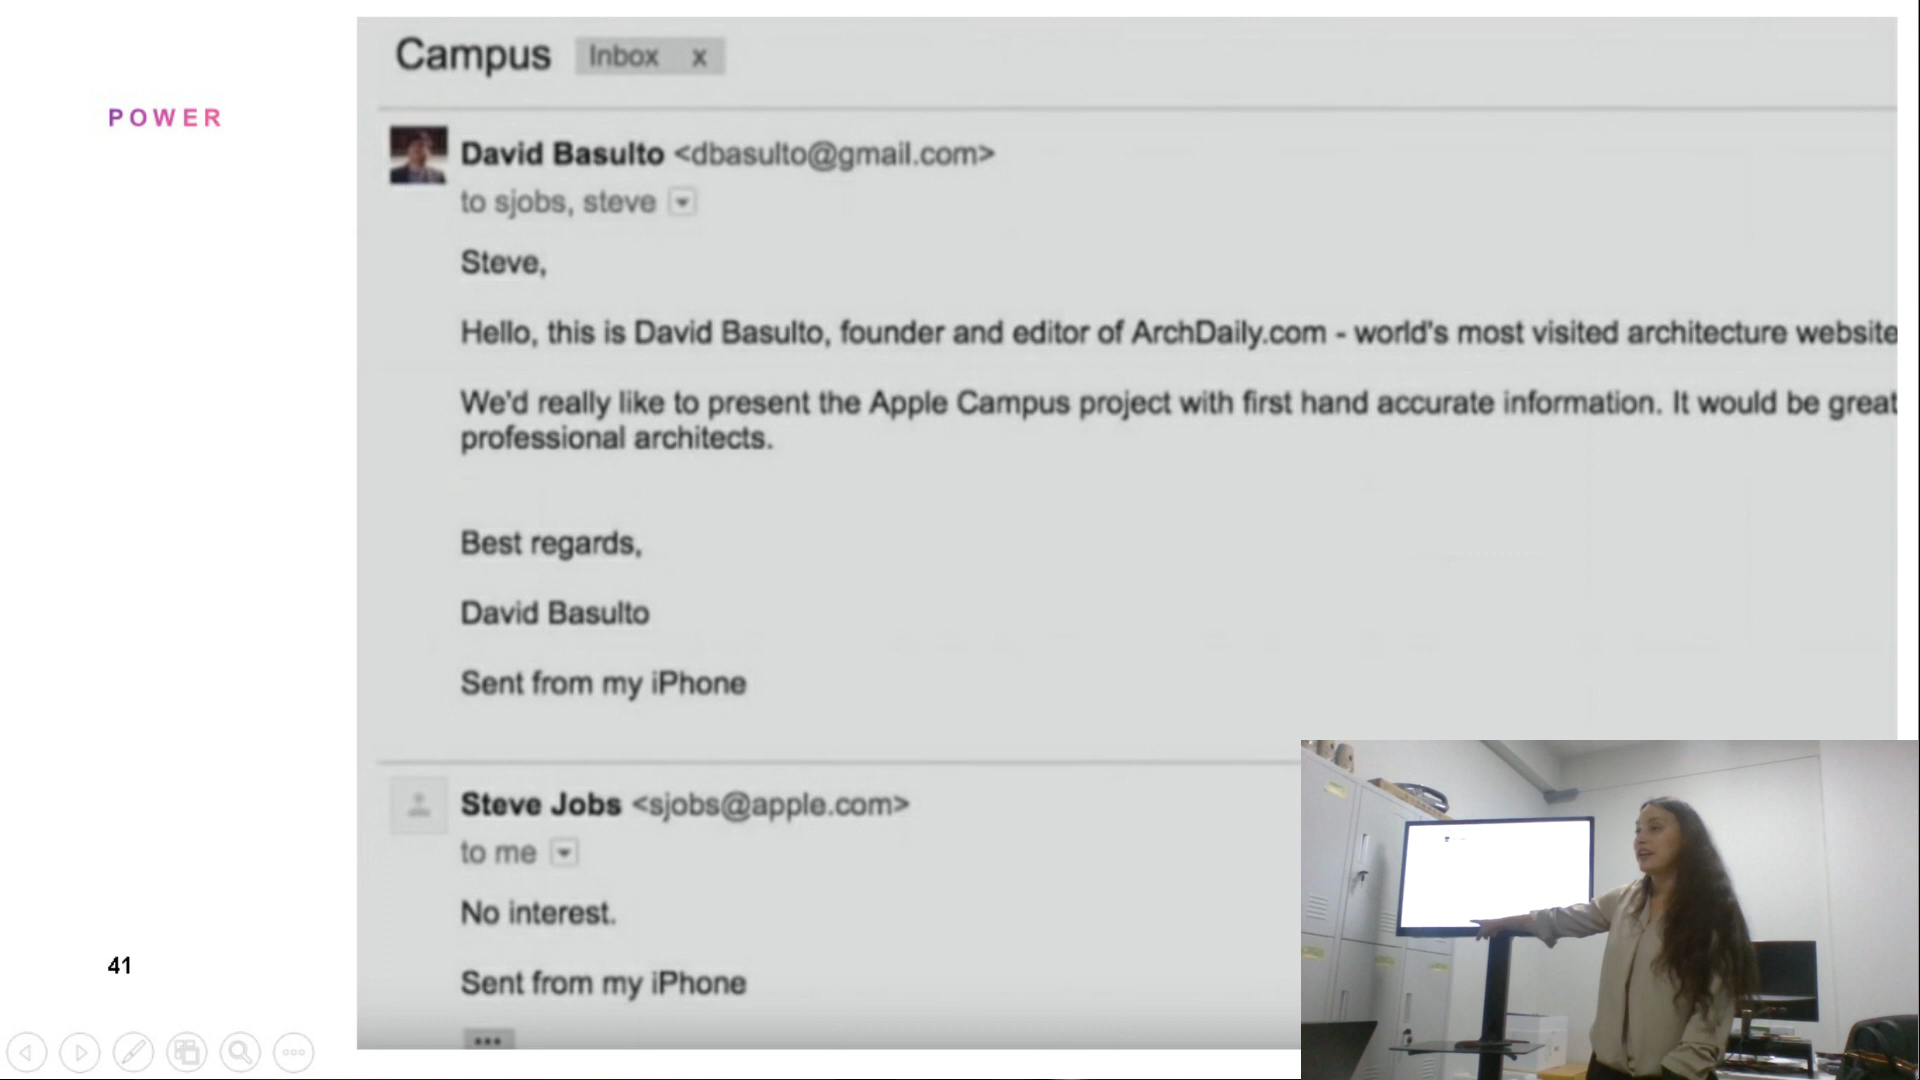 POWER
Campus Inbox x
David Basulto <dbasulto@gmail.com>
to sjobs, steve
Steve,
Hello, this is David Basulto, founder and editor of ArchDaily.com - world's most visited architecture website
We'd really like to present the Apple Campus project with first hand accurate information. It would be great
professional architects.
Best regards,
David Basulto
Sent from my iPhone
Steve Jobs <sjobs@apple.com>
to me
No interest.
Sent from my iPhone
41